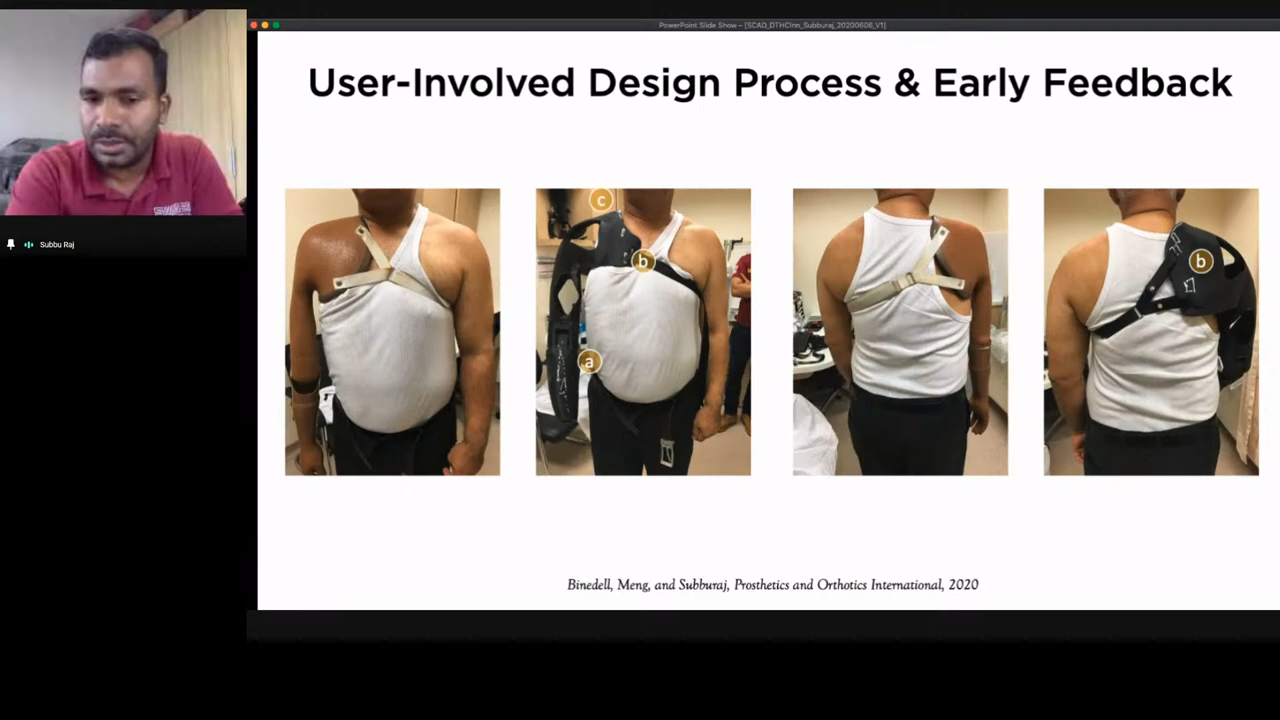 PowerPoint Slide Show – [SCAD_DTHCInn_Subburaj_20200608_V1]
User-Involved Design Process & Early Feedback
c
b
a
b
Subbu Raj
Binedell, Meng, and Subburaj, Prosthetics and Orthotics International, 2020